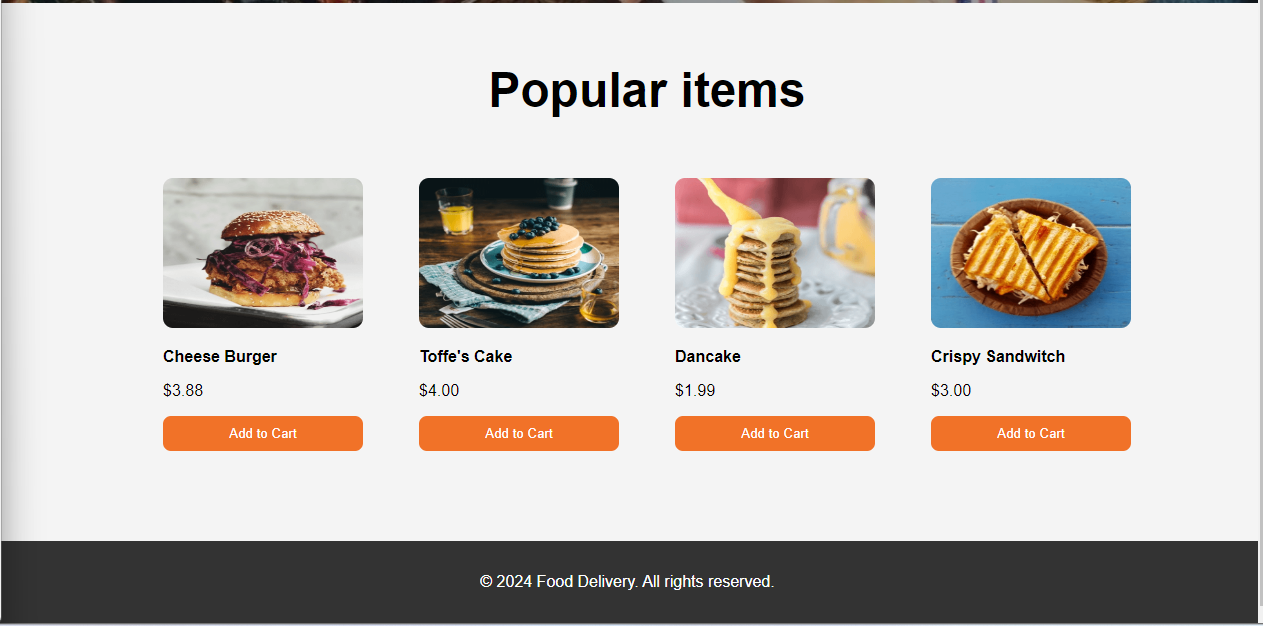 Popular items
Cheese Burger
$3.88
Add to Cart
Toffe's Cake
$4.00
Add to Cart
Dancake
$1.99
Add to Cart
Crispy Sandwitch
$3.00
Add to Cart
© 2024 Food Delivery. All rights reserved.